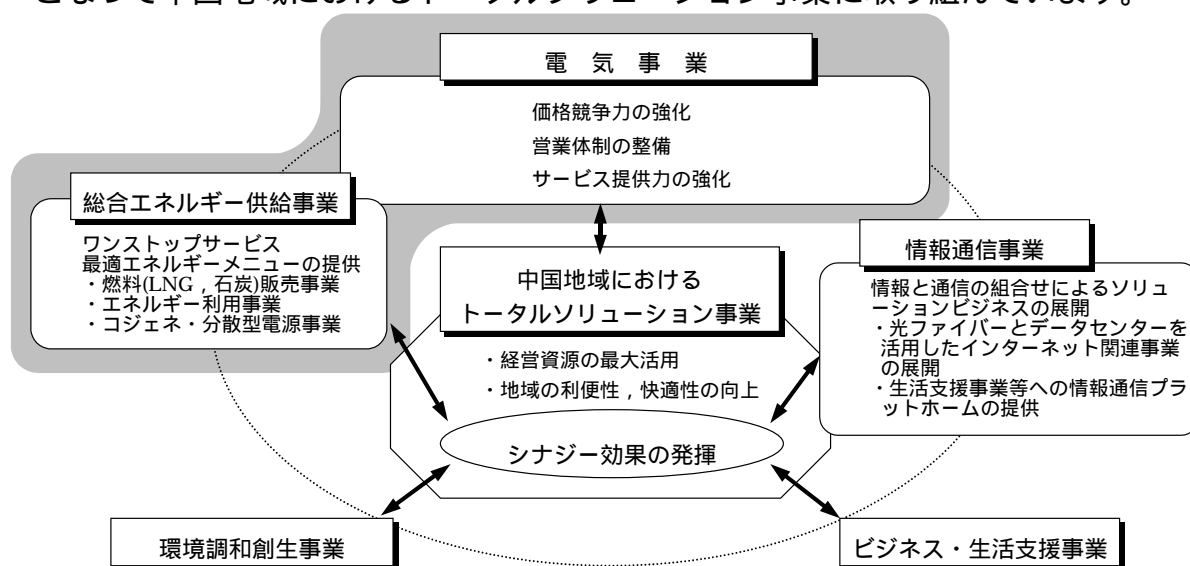 となって中国地域におけるトータルソリューション事業に取り組んでいます。
電 気 事 業
価格競争力の強化
営業体制の整備
サービス提供力の強化
総合エネルギー供給事業
ワンストップサービス
最適エネルギーメニューの提供
・燃料(LNG，石炭)販売事業
・エネルギー利用事業
・コジェネ・分散型電源事業
中国地域における
トータルソリューション事業
・経営資源の最大活用
・地域の利便性，快適性の向上
シナジー効果の発揮
情報通信事業
情報と通信の組合せによるソリュ
ーションビジネスの展開
・光ファイバーとデータセンターを
活用したインターネット関連事業
の展開
・生活支援事業等への情報通信プラ
ットホームの提供
環境調和創生事業
ビジネス・生活支援事業